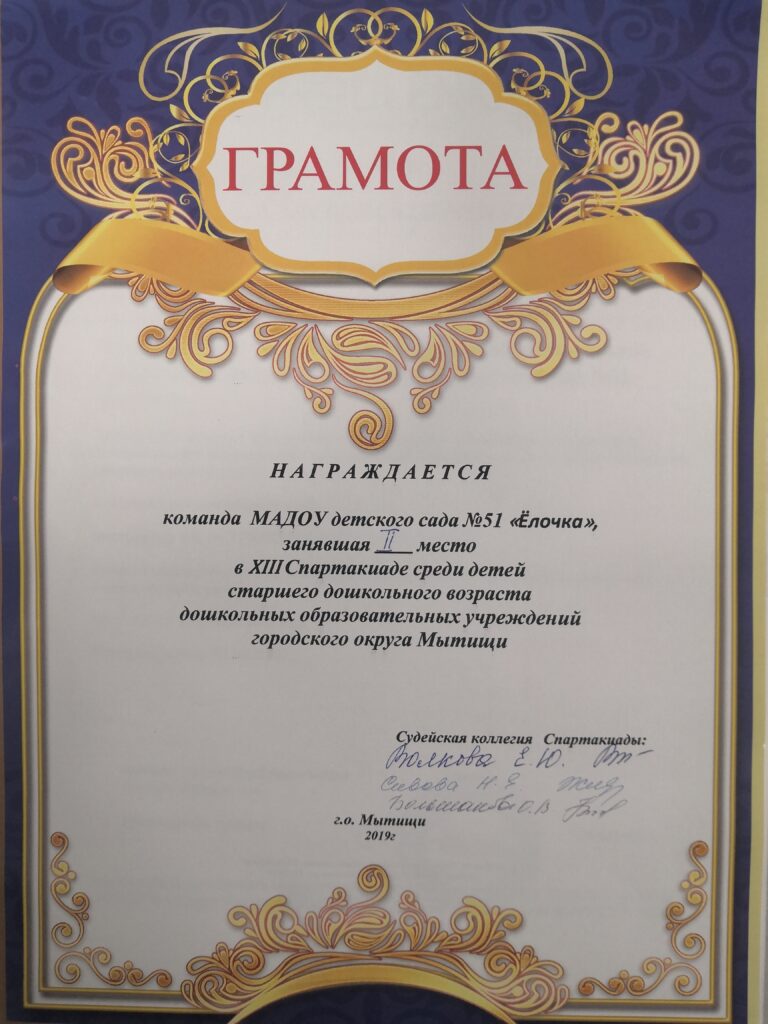 ГРАМОТА
НАГРАЖДАЕТСЯ
команда МАДОУ детского сада №51 «Ёлочка»,
занявшая II место
в XIII Спартакиаде среди детей
старшего дошкольного возраста
дошкольных образовательных учреждений
городского округа Мытищи
Судейская коллегия Спартакиады:
Волкова Е.Ю.
Сивова Н.Е.
О.В
г.о. Мытищи
2019г